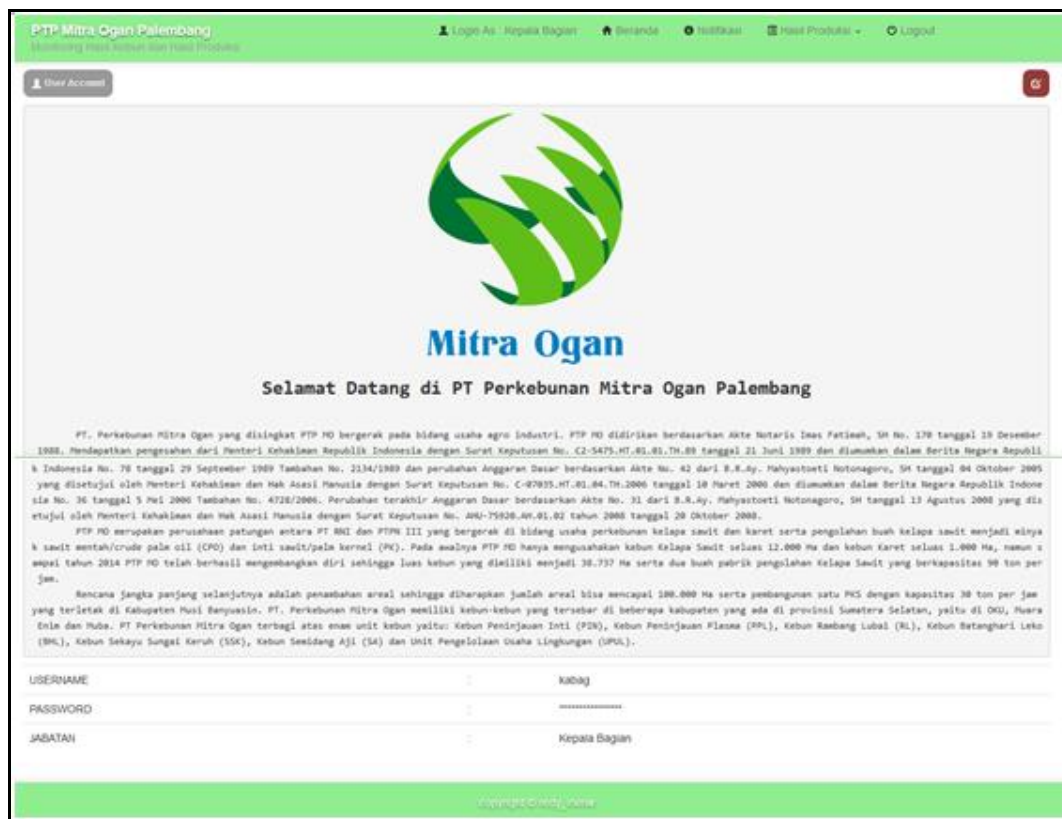 PTP Mitra Ogan Palembang
Monitoring Hasil Kebun dan Hasil Produksi
Login As : Kepala Bagian
Beranda
Notifikasi
Hasil Produksi
Logout
User Account
Mitra Ogan
Selamat Datang di PT Perkebunan Mitra Ogan Palembang
PT. Perkebunan Mitra Ogan yang disingkat PTP MO bergerak pada bidang usaha agro industri. PTP MO didirikan berdasarkan Akte Notaris Imas Fatimah, SH No. 170 tanggal 19 Desember
1988. Mendapatkan pengesahan dari Menteri Kehakiman Republik Indonesia dengan Surat Keputusan No. C2-5475.HT.01.01.TH.89 tanggal 21 Juni 1989 dan diumumkan dalam Berita Negara Republi
k Indonesia No. 78 tanggal 29 September 1989 Tambahan No. 2134/1989 dan perubahan Anggaran Dasar berdasarkan Akte No. 42 dari B.R.Ay. Mahyastoeti Notonagoro, SH tanggal 04 Oktober 2005
yang disetujui oleh Menteri Kehakiman dan Hak Asasi Manusia dengan Surat Keputusan No. C-07035.HT.01.04.TH.2006 tanggal 10 Maret 2006 dan diumumkan dalam Berita Negara Republik Indone
sia No. 36 tanggal 5 Mei 2006 Tambahan No. 4728/2006. Perubahan terakhir Anggaran Dasar berdasarkan Akte No. 31 dari B.R.Ay. Mahyastoeti Notonagoro, SH tanggal 13 Agustus 2008 yang dis
etujui oleh Menteri Kehakiman dan Hak Asasi Manusia dengan Surat Keputusan No. AHU-75920.AH.01.02 tahun 2008 tanggal 20 Oktober 2008.
PTP MO merupakan perusahaan patungan antara PT RNI dan PTPN III yang bergerak di bidang usaha perkebunan kelapa sawit dan karet serta pengolahan buah kelapa sawit menjadi minya
k sawit mentah/crude palm oil (CPO) dan inti sawit/palm kernel (PK). Pada awalnya PTP MO hanya mengusahakan kebun Kelapa Sawit seluas 12.000 Ha dan kebun Karet seluas 1.000 Ha, namun s
ampai tahun 2014 PTP MO telah berhasil mengembangkan diri sehingga luas kebun yang dimiliki menjadi 38.737 Ha serta dua buah pabrik pengolahan Kelapa Sawit yang berkapasitas 90 ton per
jam.
Rencana jangka panjang selanjutnya adalah penambahan areal sehingga diharapkan jumlah areal bisa mencapai 100.000 Ha serta pembangunan satu PKS dengan kapasitas 30 ton per jam
yang terletak di Kabupaten Musi Banyuasin. PT. Perkebunan Mitra Ogan memiliki kebun-kebun yang tersebar di beberapa kabupaten yang ada di provinsi Sumatera Selatan, yaitu di OKU, Muara
Enim dan Muba. PT Perkebunan Mitra Ogan terbagi atas enam unit kebun yaitu: Kebun Peninjauan Inti (PIN), Kebun Peninjauan Plasma (PPL), Kebun Rambang Lubai (RL), Kebun Batanghari Leko
(BHL), Kebun Sekayu Sungai Keruh (SSK), Kebun Semidang Aji (SA) dan Unit Pengelolaan Usaha Lingkungan (UPUL).
USERNAME : kabag
PASSWORD : ****************
JABATAN : Kepala Bagian
Copyright ©